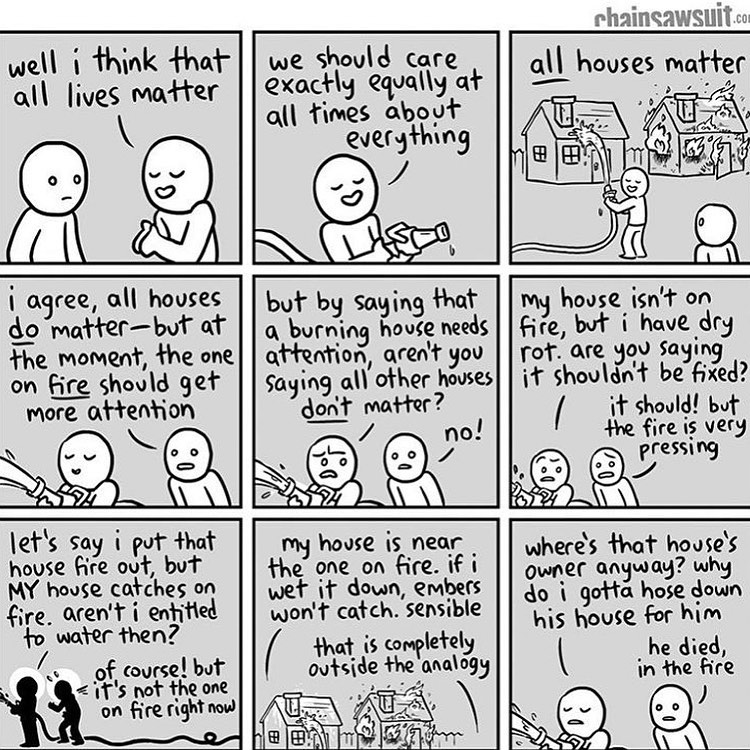 chainsawsuit.co
well i think that
all lives matter
we should care
exactly equally at
all times about
everything
all houses matter
i agree, all houses
do matter—but at
the moment, the one
on fire should get
more attention
but by saying that
a burning house needs
attention, aren't you
saying all other houses
don't matter?
no!
my house isn't on
fire, but i have dry
rot. are you saying
it shouldn't be fixed?
it should! but
the fire is very
pressing
let's say i put that
house fire out, but
MY house catches on
fire. aren't i entitled
to water then?
of course! but
it's not the one
on fire right now
my house is near
the one on fire. if i
wet it down, embers
won't catch. sensible
that is completely
outside the analogy
where's that house's
owner anyway? why
do i gotta hose down
his house for him
he died,
in the fire